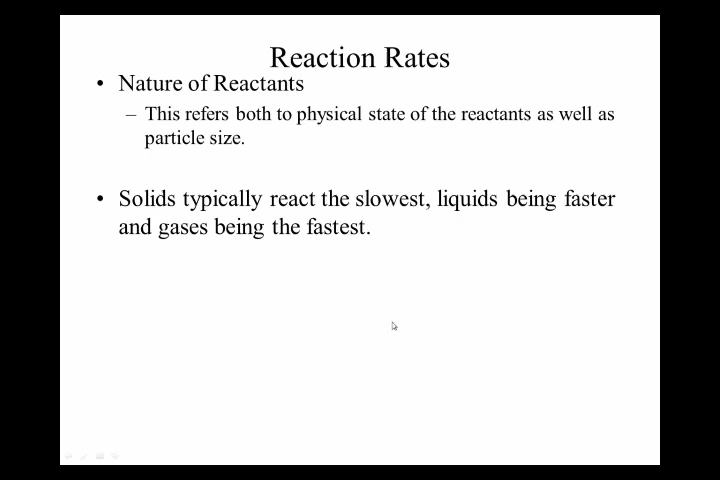 Reaction Rates
• Nature of Reactants
– This refers both to physical state of the reactants as well as
particle size.
• Solids typically react the slowest, liquids being faster
and gases being the fastest.